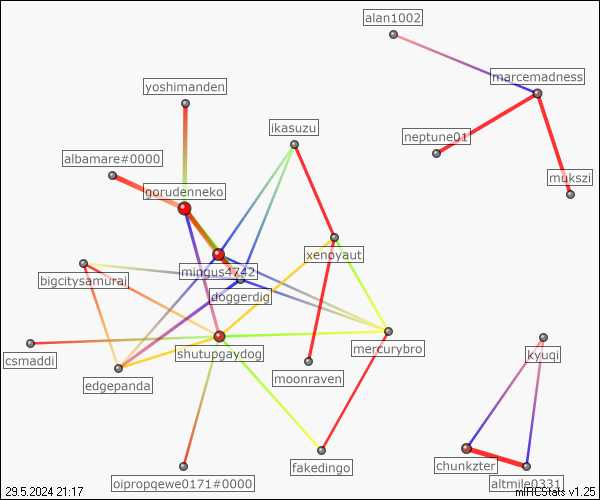 alan1002
marcemadness
yoshimanden
ikasuzu
neptune01
albamare#0000
mukszi
gorudenneko
xenoyaut
mingus4742
bigcitysamurai
doggerdig
shutupgaydog
mercurybro
csmaddi
kyuqi
edgepanda
moonraven
fakedingo
chunkzter
oipropqewe0171#0000
altmile0331
29.5.2024 21:17
mIRCStats v1.25